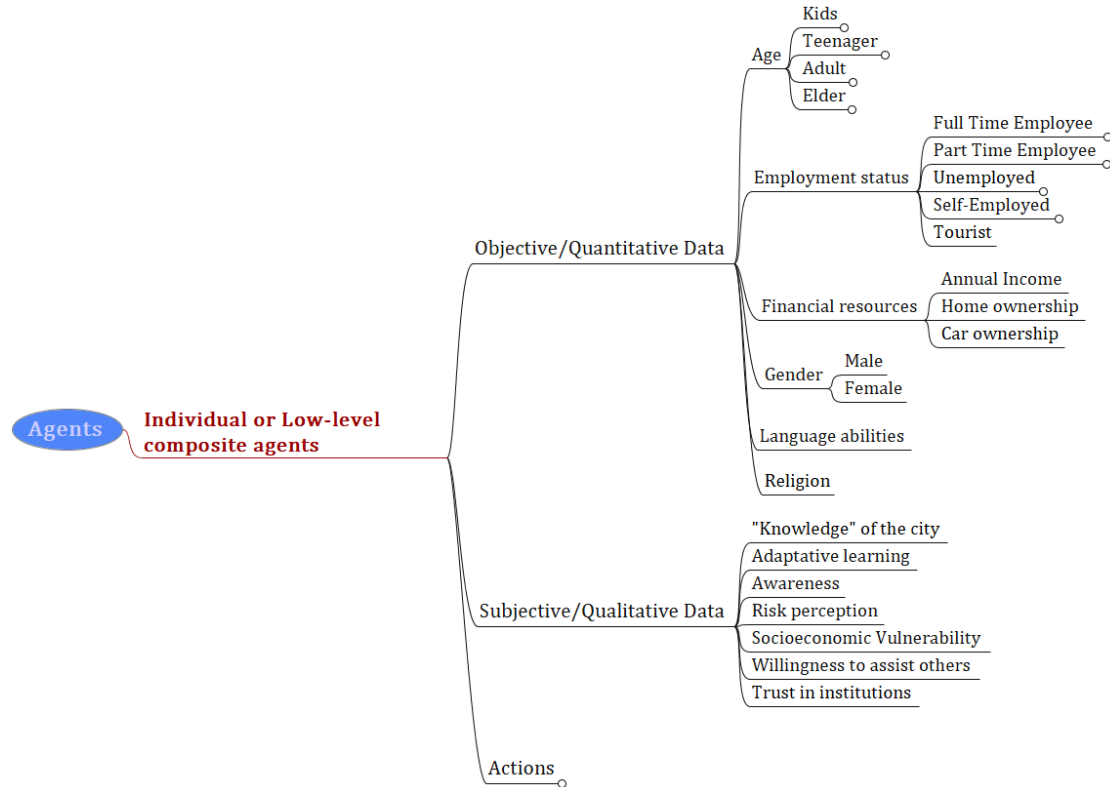 Agents
Individual or Low-level
composite agents
Objective/Quantitative Data
Age
Kids
Teenager
Adult
Elder
Employment status
Full Time Employee
Part Time Employee
Unemployed
Self-Employed
Tourist
Financial resources
Annual Income
Home ownership
Car ownership
Gender
Male
Female
Language abilities
Religion
Subjective/Qualitative Data
"Knowledge" of the city
Adaptative learning
Awareness
Risk perception
Socioeconomic Vulnerability
Willingness to assist others
Trust in institutions
Actions